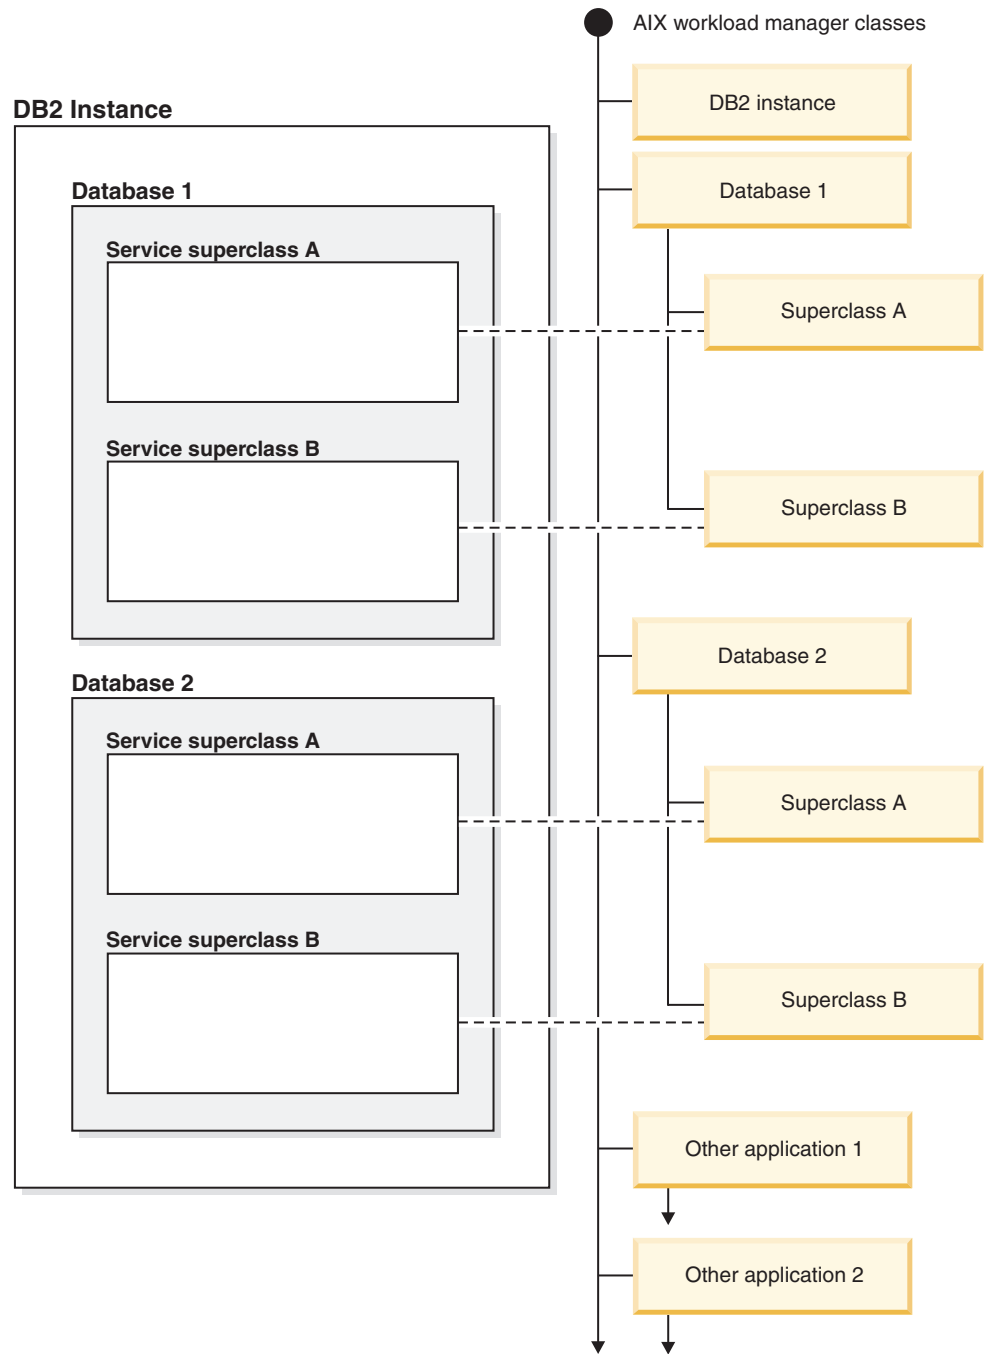 AIX workload manager classes
DB2 instance
DB2 Instance
Database 1
Database 1
Service superclass A
Superclass A
Service superclass B
Superclass B
Database 2
Database 2
Service superclass A
Superclass A
Service superclass B
Superclass B
Other application 1
Other application 2